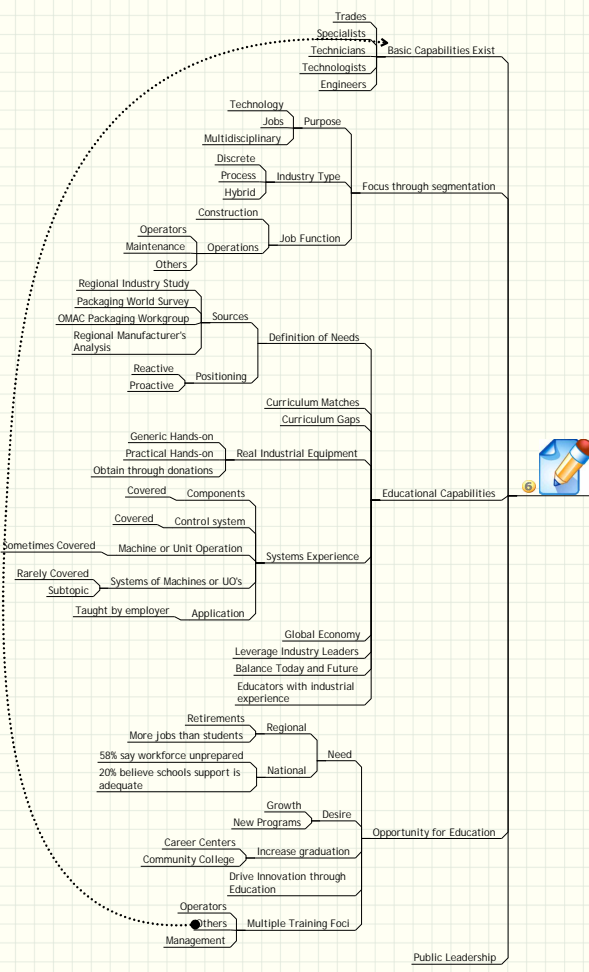 Trades
Specialists
Technicians
Technologists
Engineers
Basic Capabilities Exist
Technology
Jobs
Multidisciplinary
Purpose
Discrete
Process
Hybrid
Industry Type
Focus through segmentation
Construction
Operators
Maintenance
Others
Operations
Job Function
Regional Industry Study
Packaging World Survey
OMAC Packaging Workgroup
Regional Manufacturer's
Analysis
Sources
Reactive
Proactive
Positioning
Definition of Needs
Curriculum Matches
Curriculum Gaps
Generic Hands-on
Practical Hands-on
Obtain through donations
Real Industrial Equipment
Covered
Components
Covered
Control system
Sometimes Covered
Machine or Unit Operation
Rarely Covered
Subtopic
Systems of Machines or UO's
Taught by employer
Application
Systems Experience
Educational Capabilities
6
Global Economy
Leverage Industry Leaders
Balance Today and Future
Educators with industrial
experience
Retirements
More jobs than students
Regional
58% say workforce unprepared
20% believe schools support is
adequate
National
Need
Growth
New Programs
Desire
Career Centers
Community College
Increase graduation
Opportunity for Education
Drive Innovation through
Education
Operators
Others
Management
Multiple Training Foci
Public Leadership